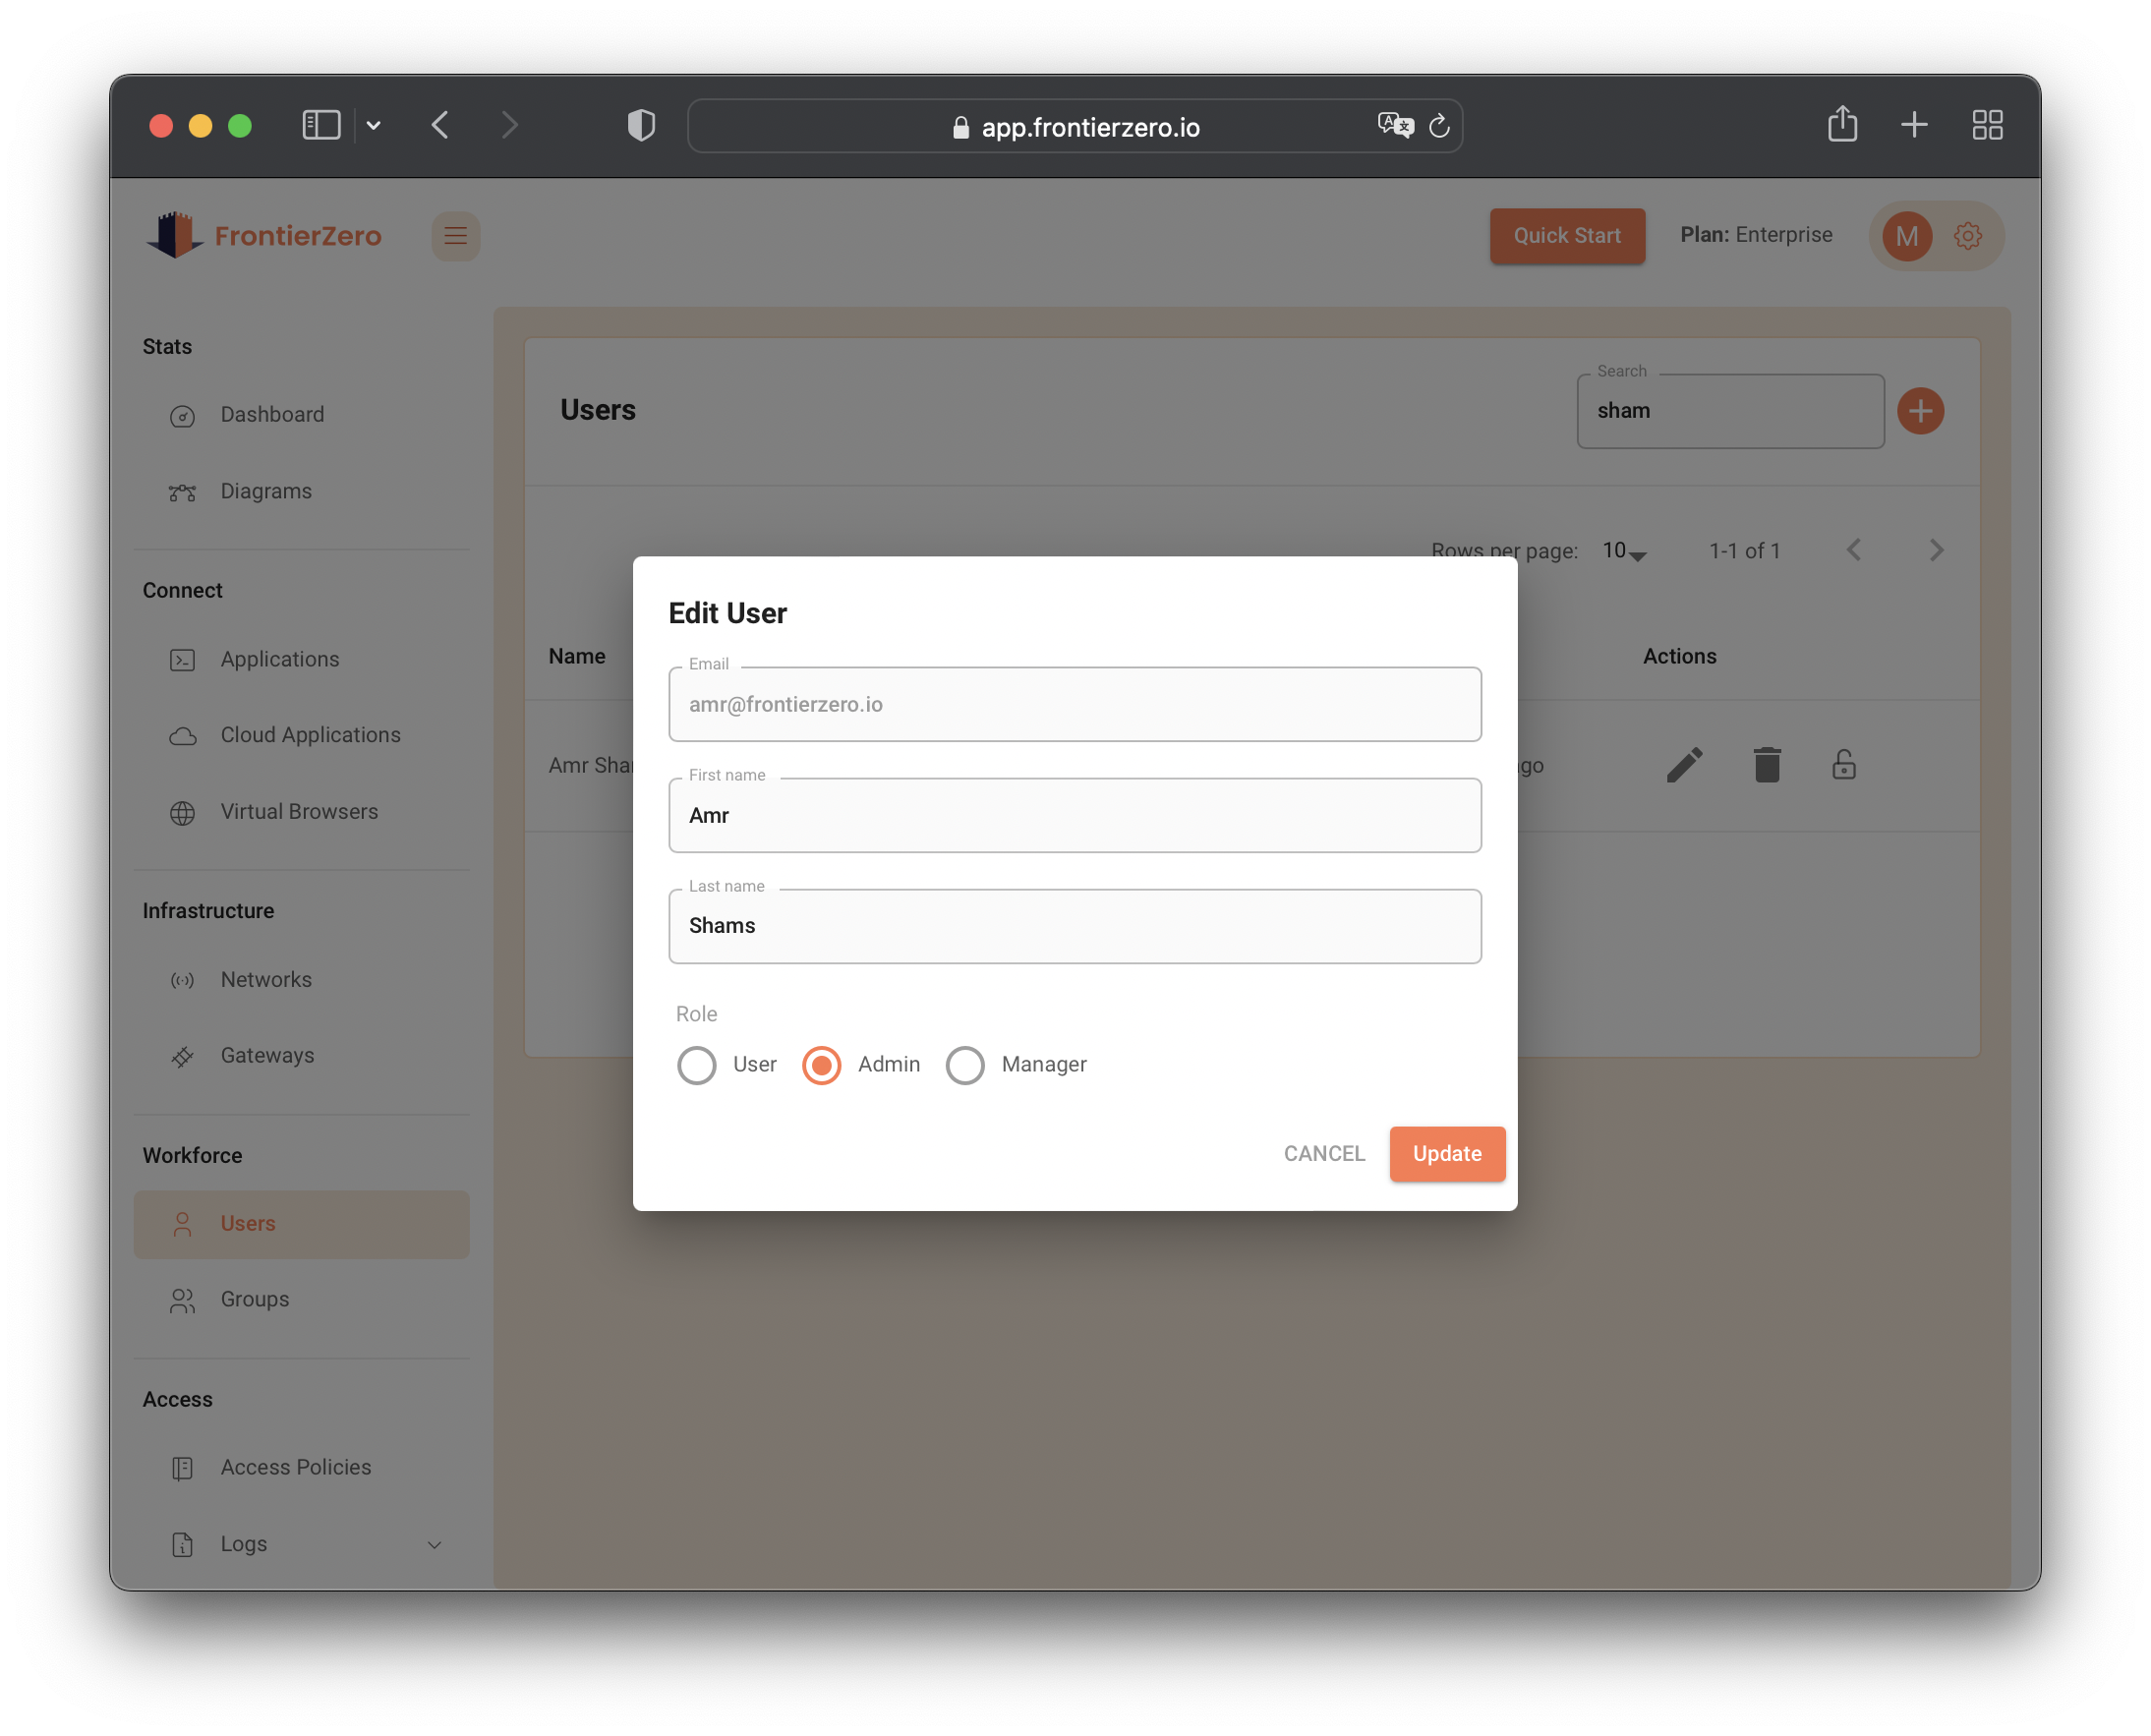 app.frontierzero.io
FrontierZero
Quick Start
Plan: Enterprise
M
Stats
Dashboard
Diagrams
Connect
Applications
Cloud Applications
Virtual Browsers
Infrastructure
Networks
Gateways
Workforce
Users
Groups
Access
Access Policies
Logs
Users
Search
sham
Rows per page: 10 1-1 of 1
Name Actions
Amr Sha
go
Edit User
Email
amr@frontierzero.io
First name
Amr
Last name
Shams
Role
User Admin Manager
CANCEL Update